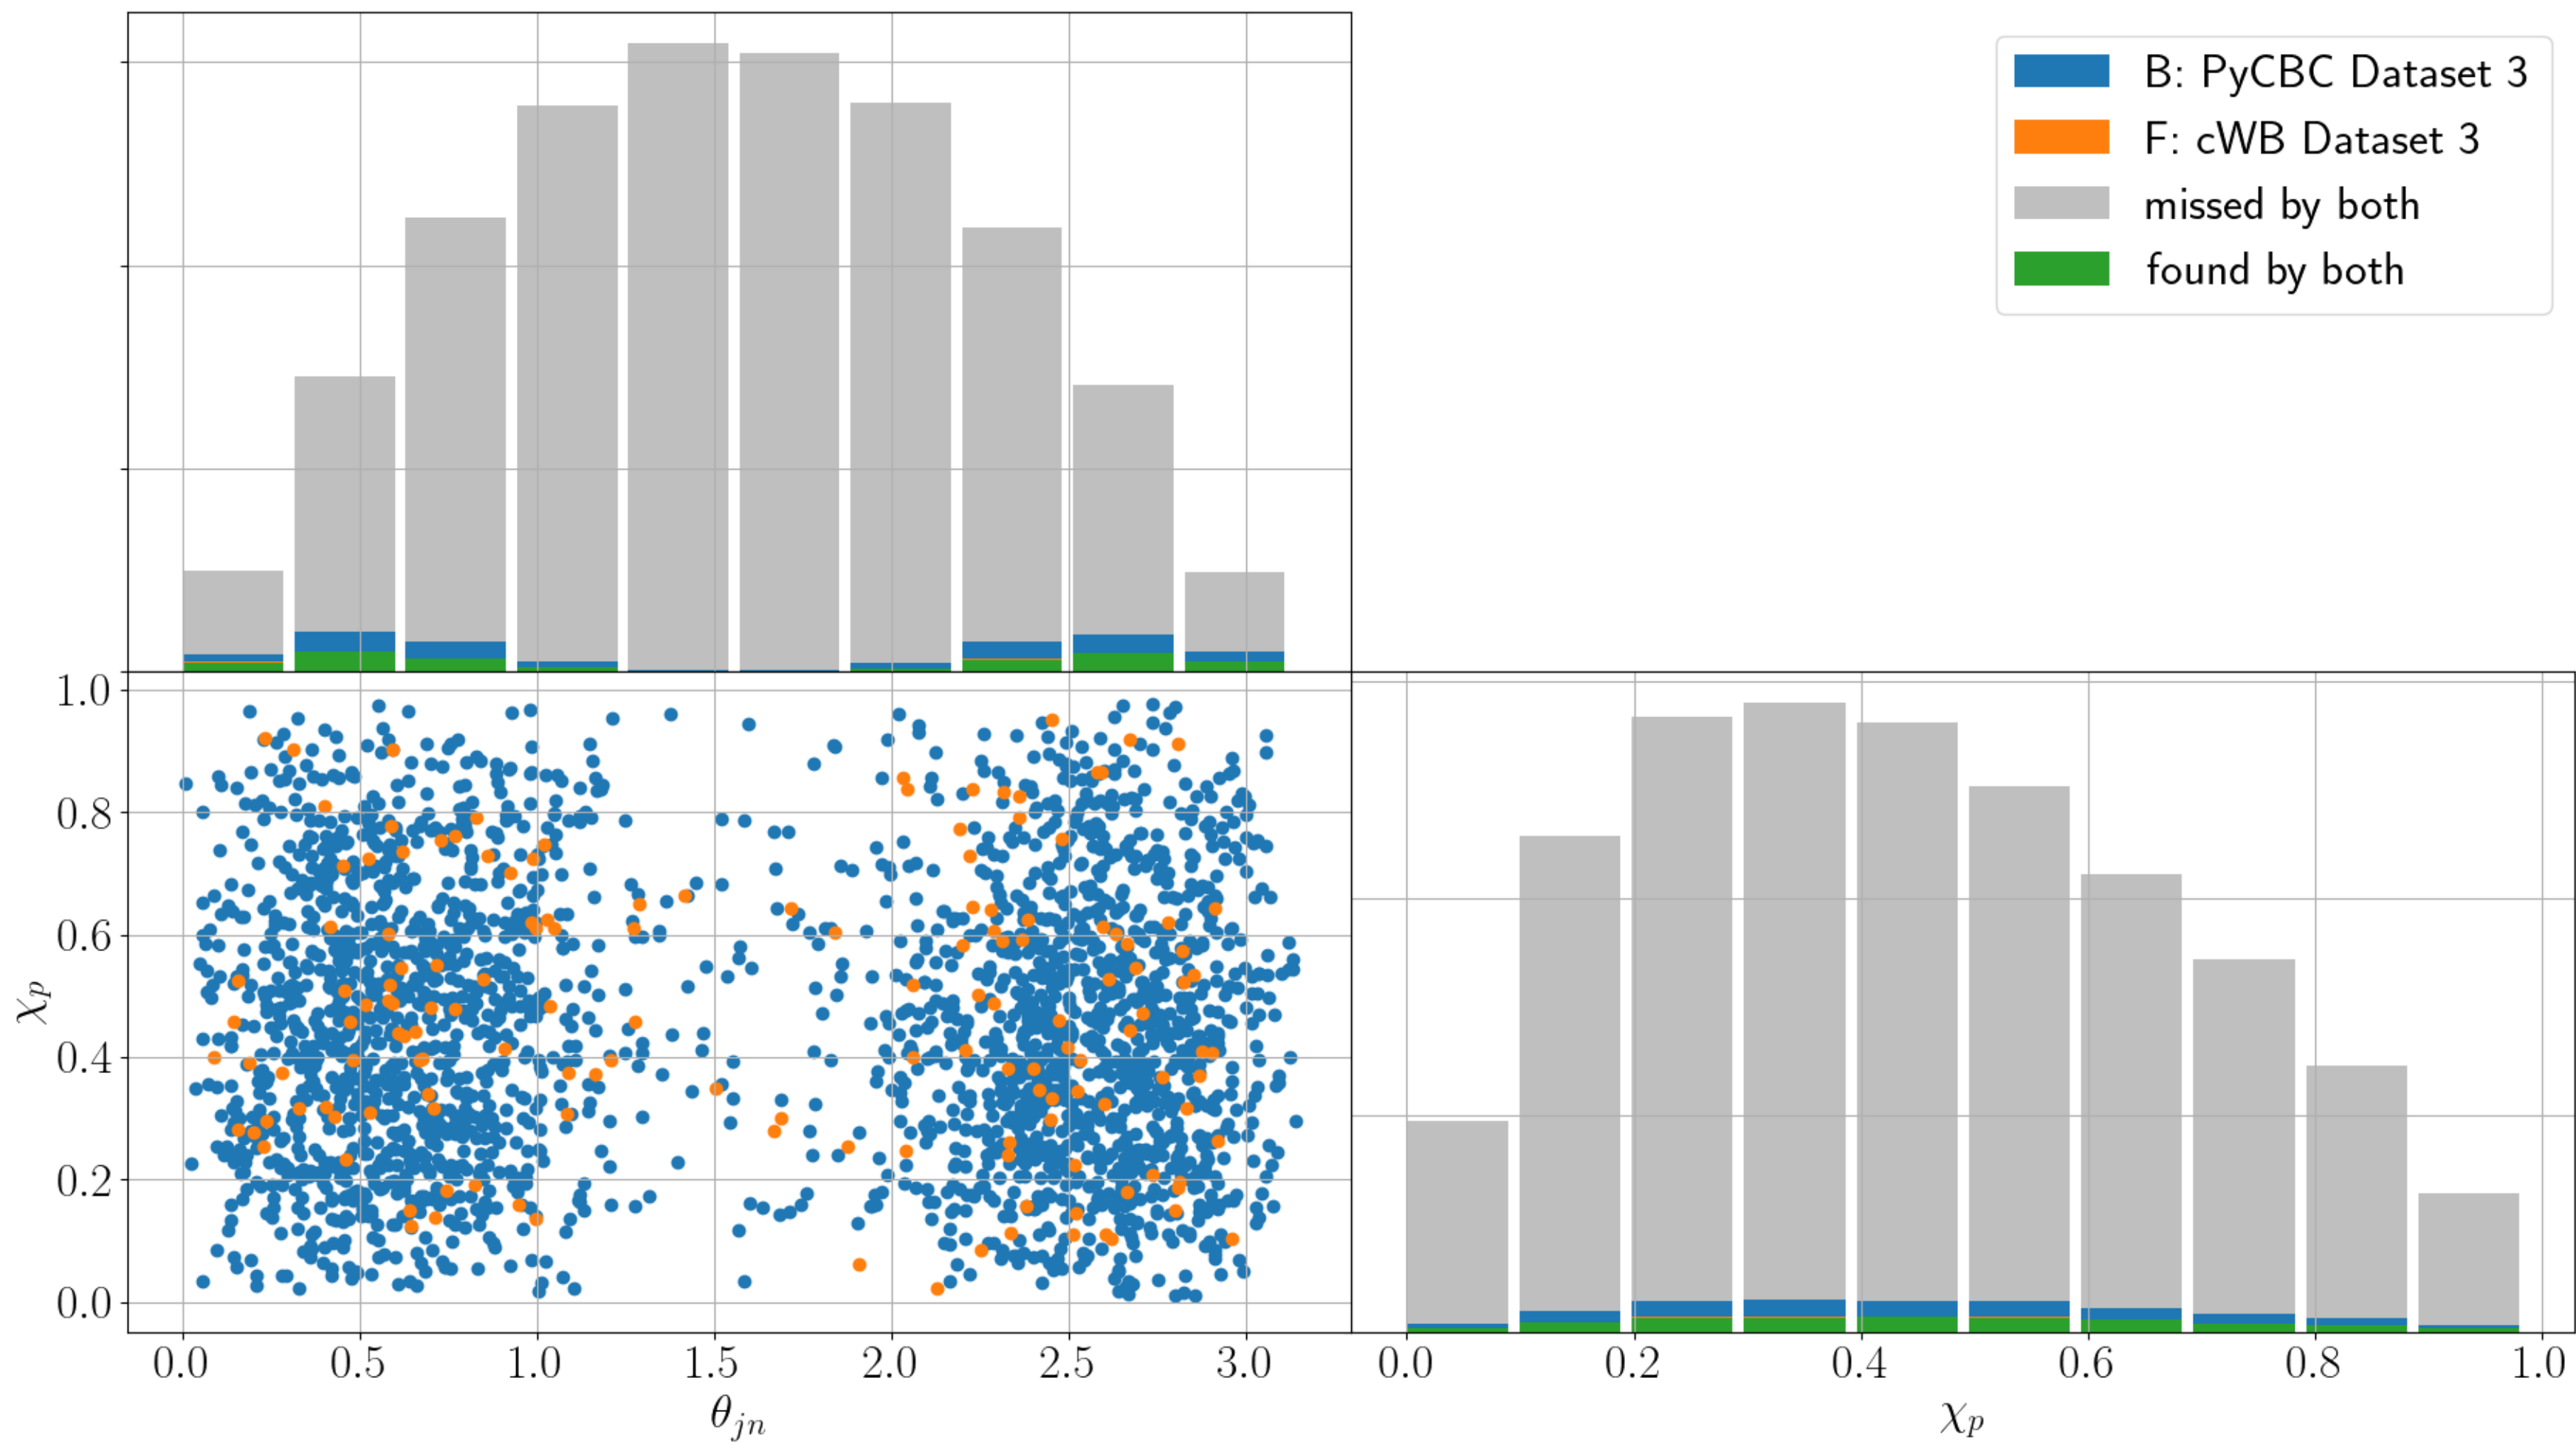 B: PyCBC Dataset 3
F: cWB Dataset 3
missed by both
found by both
1.0
0.8
0.6
0.4
0.2
0.0
χp
0.0 0.5 1.0 1.5 2.0 2.5 3.0
θjn
0.0 0.2 0.4 0.6 0.8 1.0
χp